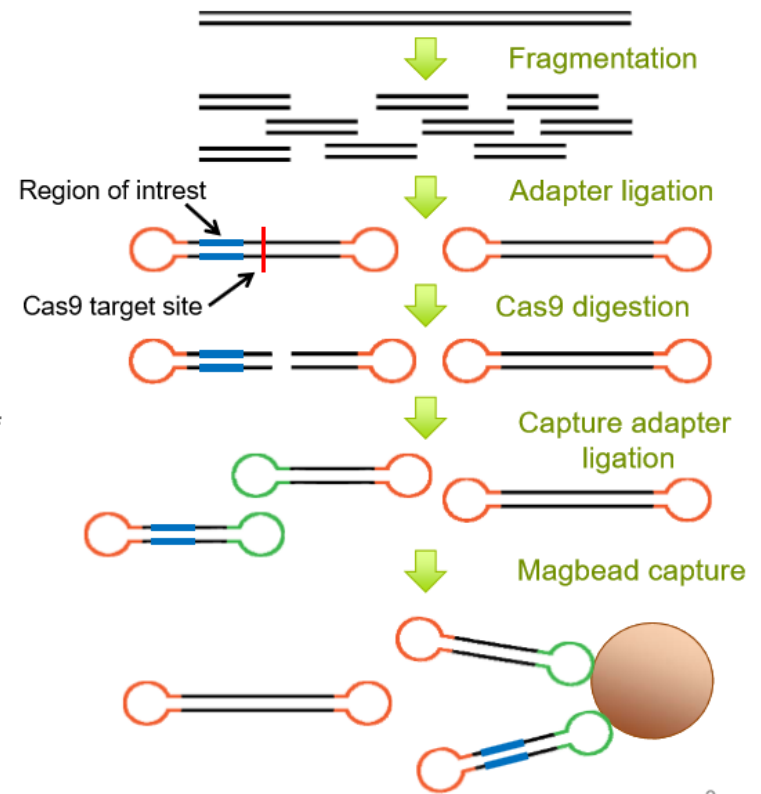 Fragmentation
Adapter ligation
Region of intrest
Cas9 target site
Cas9 digestion
Capture adapter
ligation
Magbead capture